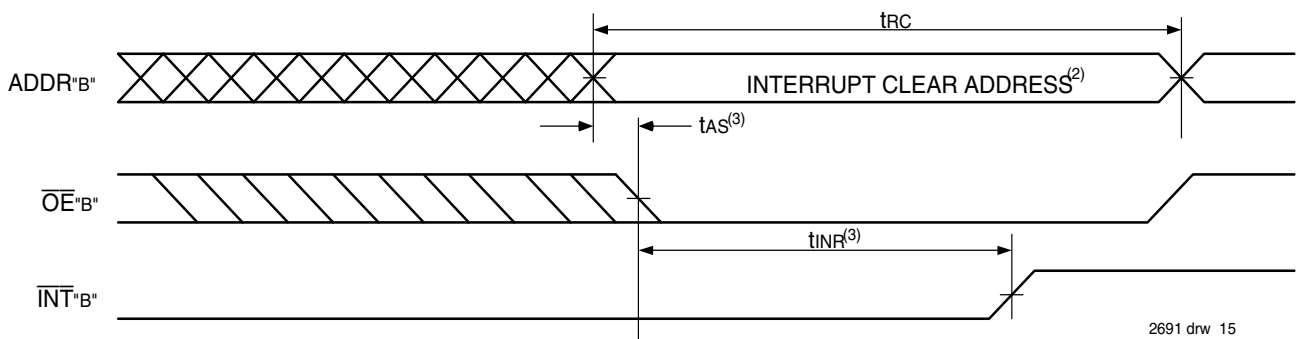 tRC
ADDR"B"
INTERRUPT CLEAR ADDRESS(2)
tAS(3)
OE"B"
tINR(3)
INT"B"
2691 drw 15